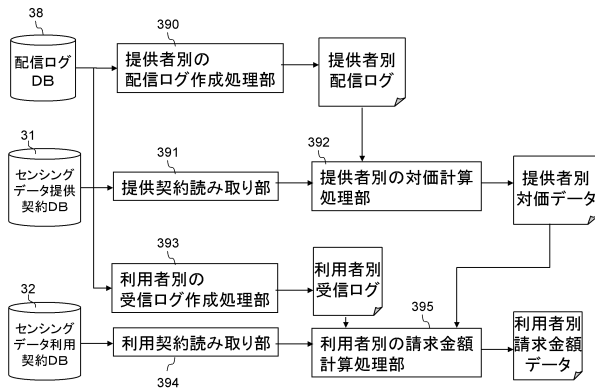 38
配信ログ
DB
390
提供者別の
配信ログ作成処理部
提供者別
配信ログ
31
センシング
データ提供
契約DB
391
提供契約読み取り部
392
提供者別の対価計算
処理部
提供者別
対価データ
393
利用者別の
受信ログ作成処理部
利用者別
受信ログ
32
センシング
データ利用
契約DB
利用契約読み取り部
394
395
利用者別の請求金額
計算処理部
利用者別
請求金額
データ